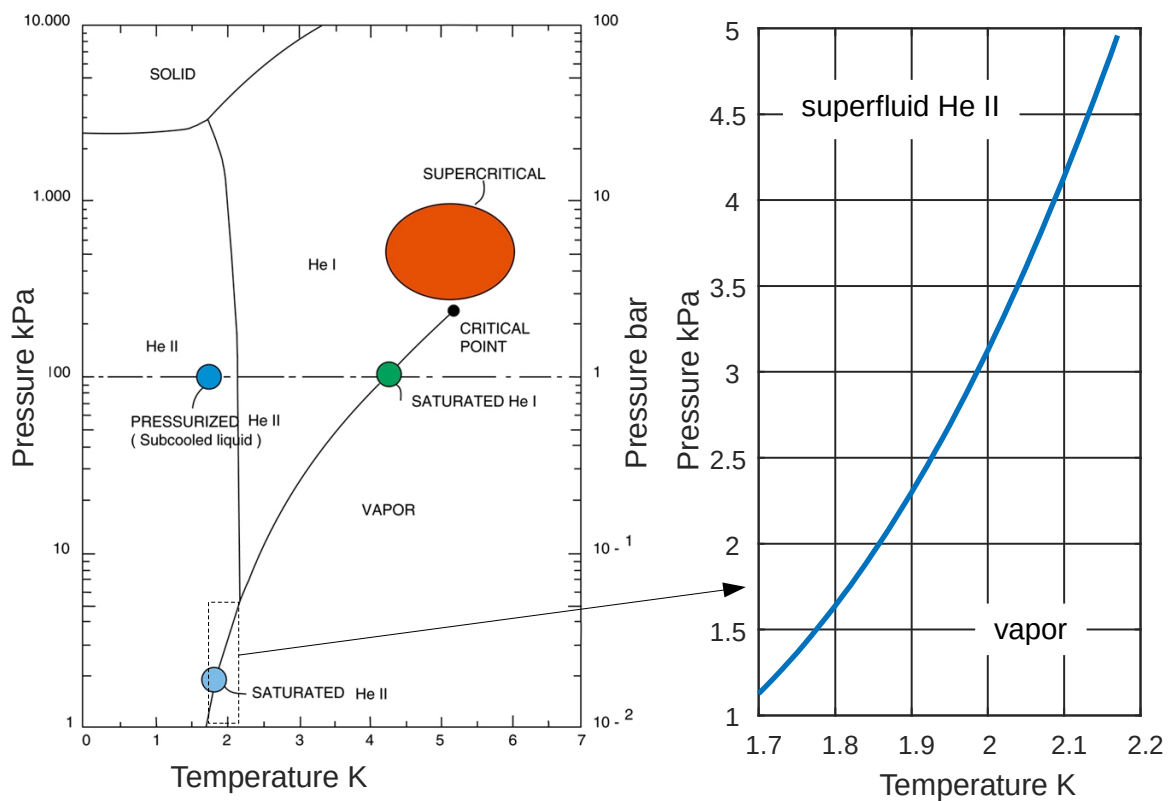 10.000
1.000
100
10
1
Pressure kPa
SOLID
SUPERCRITICAL
He I
CRITICAL
POINT
He II
SATURATED He I
PRESSURIZED He II
( Subcooled liquid )
VAPOR
SATURATED He II
0 1 2 3 4 5 6 7
Temperature K
100
10
1
10 - 1
10 - 2
Pressure bar
5
4.5
4
3.5
3
2.5
2
1.5
1
Pressure kPa
superfluid He II
vapor
1.7 1.8 1.9 2 2.1 2.2
Temperature K